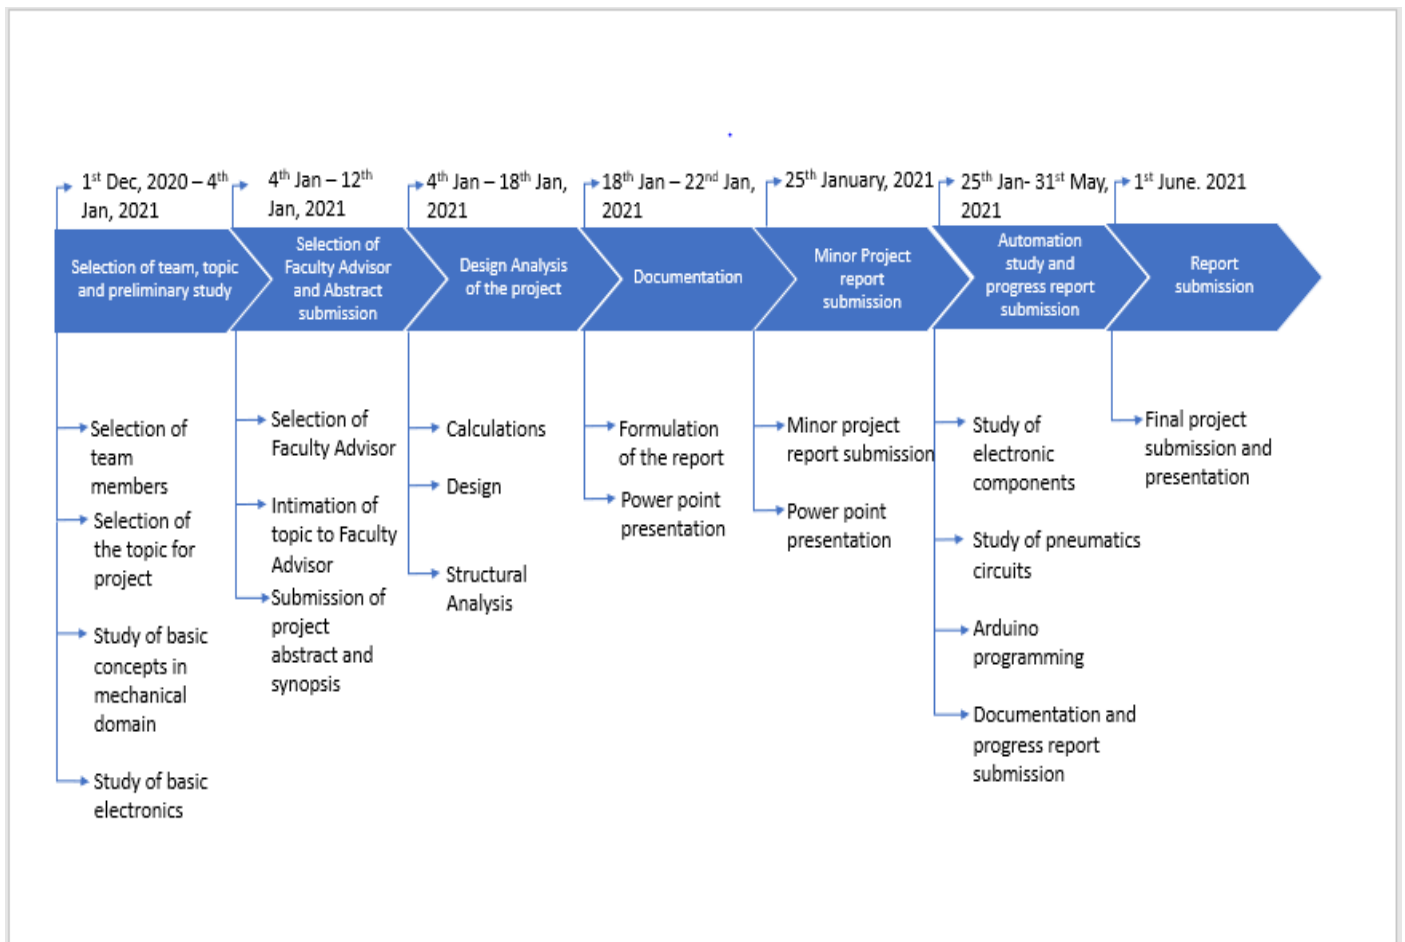 1st Dec, 2020 – 4th
Jan, 2021
4th Jan – 12th
Jan, 2021
4th Jan – 18th Jan,
2021
18th Jan – 22nd Jan,
2021
25th January, 2021
25th Jan- 31st May,
2021
1st June. 2021
Selection of team, topic
and preliminary study
Selection of
Faculty Advisor
and Abstract
submission
Design Analysis
of the project
Documentation
Minor Project
report
submission
Automation
study and
progress report
submission
Report
submission
Selection of
team
members
Selection of
the topic for
project
Study of basic
concepts in
mechanical
domain
Study of basic
electronics
Selection of
Faculty Advisor
Intimation of
topic to Faculty
Advisor
Submission of
project
abstract and
synopsis
Calculations
Design
Structural
Analysis
Formulation
of the report
Power point
presentation
Minor project
report submission
Power point
presentation
Study of
electronic
components
Study of pneumatics
circuits
Arduino
programming
Documentation and
progress report
submission
Final project
submission and
presentation